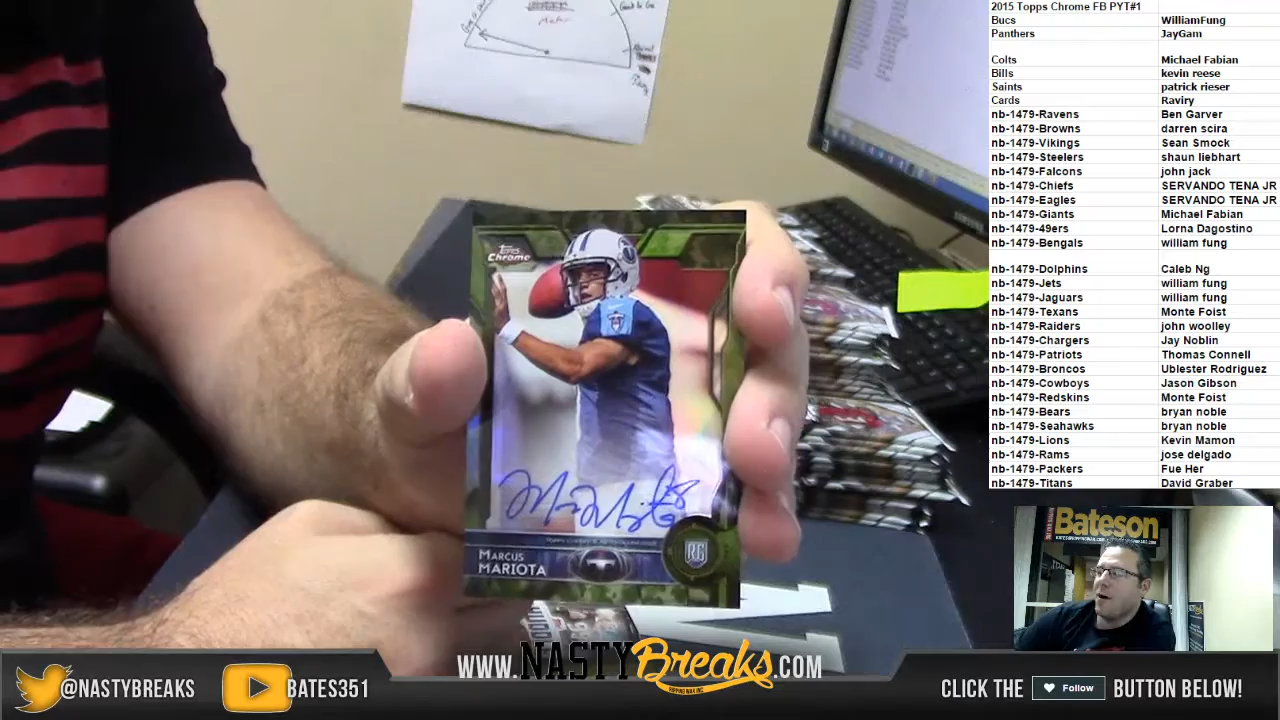 2015 Topps Chrome FB PYT#1
Bucs WilliamFung
Panthers JayGam
Colts Michael Fabian
Bills kevin reese
Saints patrick rieser
Cards Raviry
nb-1479-Ravens Ben Garver
nb-1479-Browns darren scira
nb-1479-Vikings Sean Smock
nb-1479-Steelers shaun liebhart
nb-1479-Falcons john jack
nb-1479-Chiefs SERVANDO TENA JR
nb-1479-Eagles SERVANDO TENA JR
nb-1479-Giants Michael Fabian
nb-1479-49ers Lorna Dagostino
nb-1479-Bengals william fung
nb-1479-Dolphins Caleb Ng
nb-1479-Jets william fung
nb-1479-Jaguars william fung
nb-1479-Texans Monte Foist
nb-1479-Raiders john woolley
nb-1479-Chargers Jay Noblin
nb-1479-Patriots Thomas Connell
nb-1479-Broncos Ublester Rodriguez
nb-1479-Cowboys Jason Gibson
nb-1479-Redskins Monte Foist
nb-1479-Bears bryan noble
nb-1479-Seahawks bryan noble
nb-1479-Lions Kevin Mamon
nb-1479-Rams jose delgado
nb-1479-Packers Fue Her
nb-1479-Titans David Graber
Topps
Chrome
MARCUS
MARIOTA
RC
Bateson
@NASTYBREAKS
BATES351
WWW.NASTYBreaks.COM
CLICK THE Follow BUTTON BELOW!